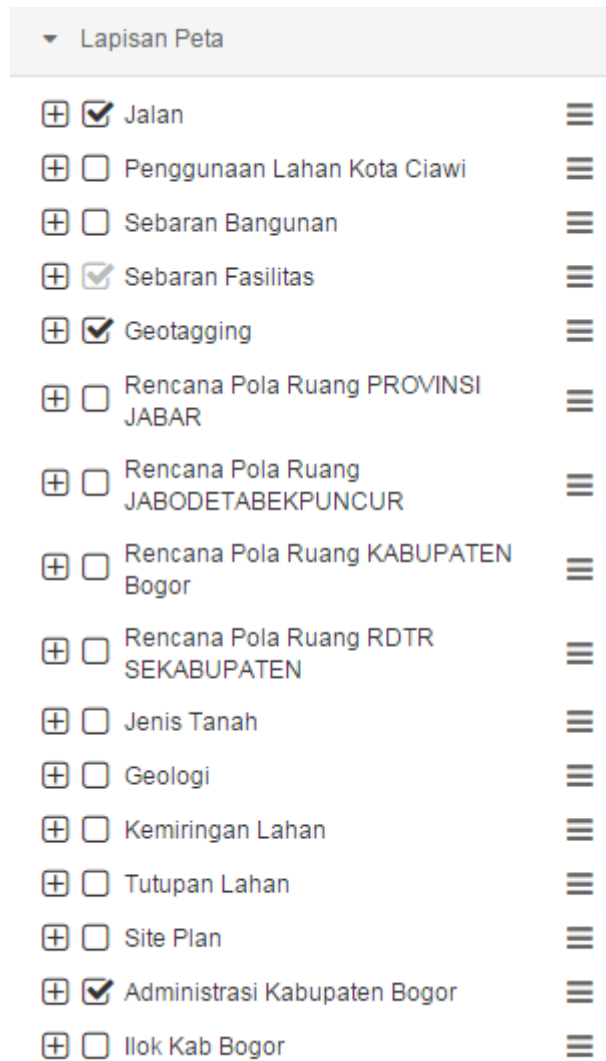 Lapisan Peta
Jalan
Penggunaan Lahan Kota Ciawi
Sebaran Bangunan
Sebaran Fasilitas
Geotagging
Rencana Pola Ruang PROVINSI
JABAR
Rencana Pola Ruang
JABODETABEKPUNCUR
Rencana Pola Ruang KABUPATEN
Bogor
Rencana Pola Ruang RDTR
SEKABUPATEN
Jenis Tanah
Geologi
Kemiringan Lahan
Tutupan Lahan
Site Plan
Administrasi Kabupaten Bogor
Ilok Kab Bogor